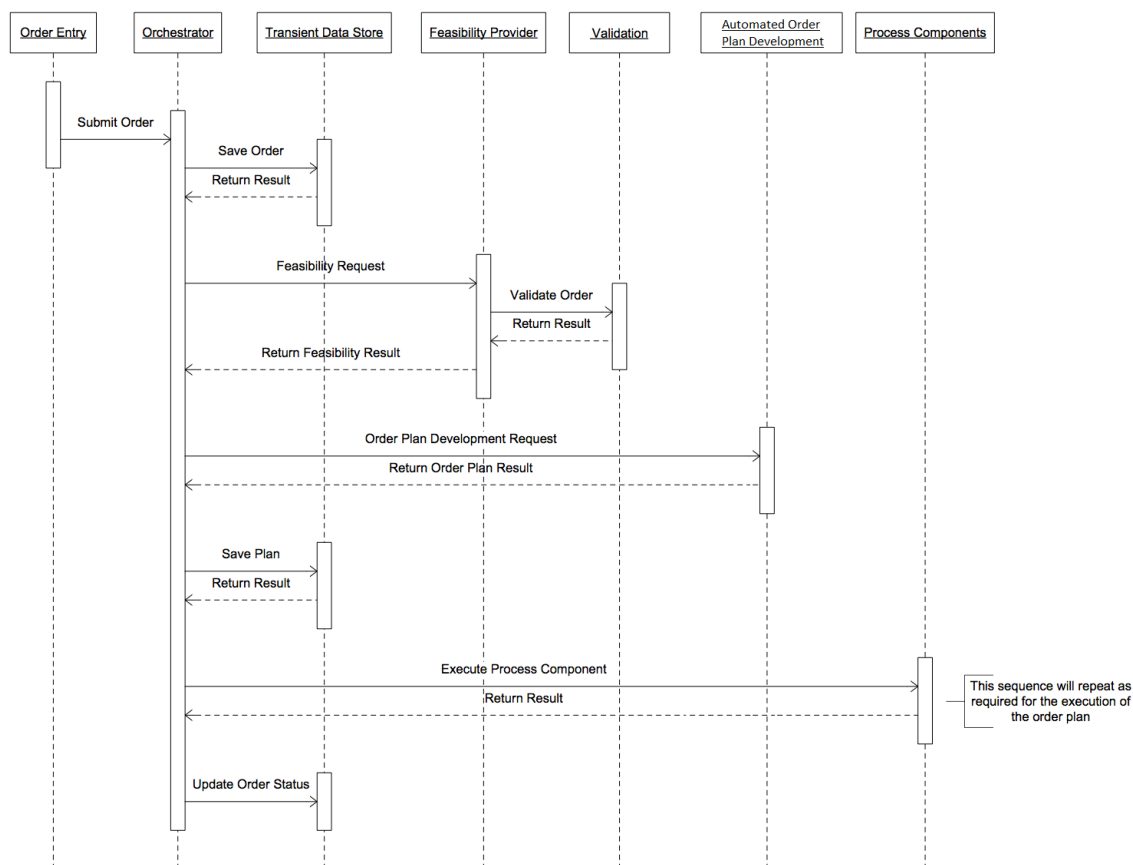 Order Entry
Orchestrator
Transient Data Store
Feasibility Provider
Validation
Automated Order
Plan Development
Process Components
Submit Order
Save Order
Return Result
Feasibility Request
Validate Order
Return Result
Return Feasibility Result
Order Plan Development Request
Return Order Plan Result
Save Plan
Return Result
Execute Process Component
Return Result
This sequence will repeat as
required for the execution of
the order plan
Update Order Status